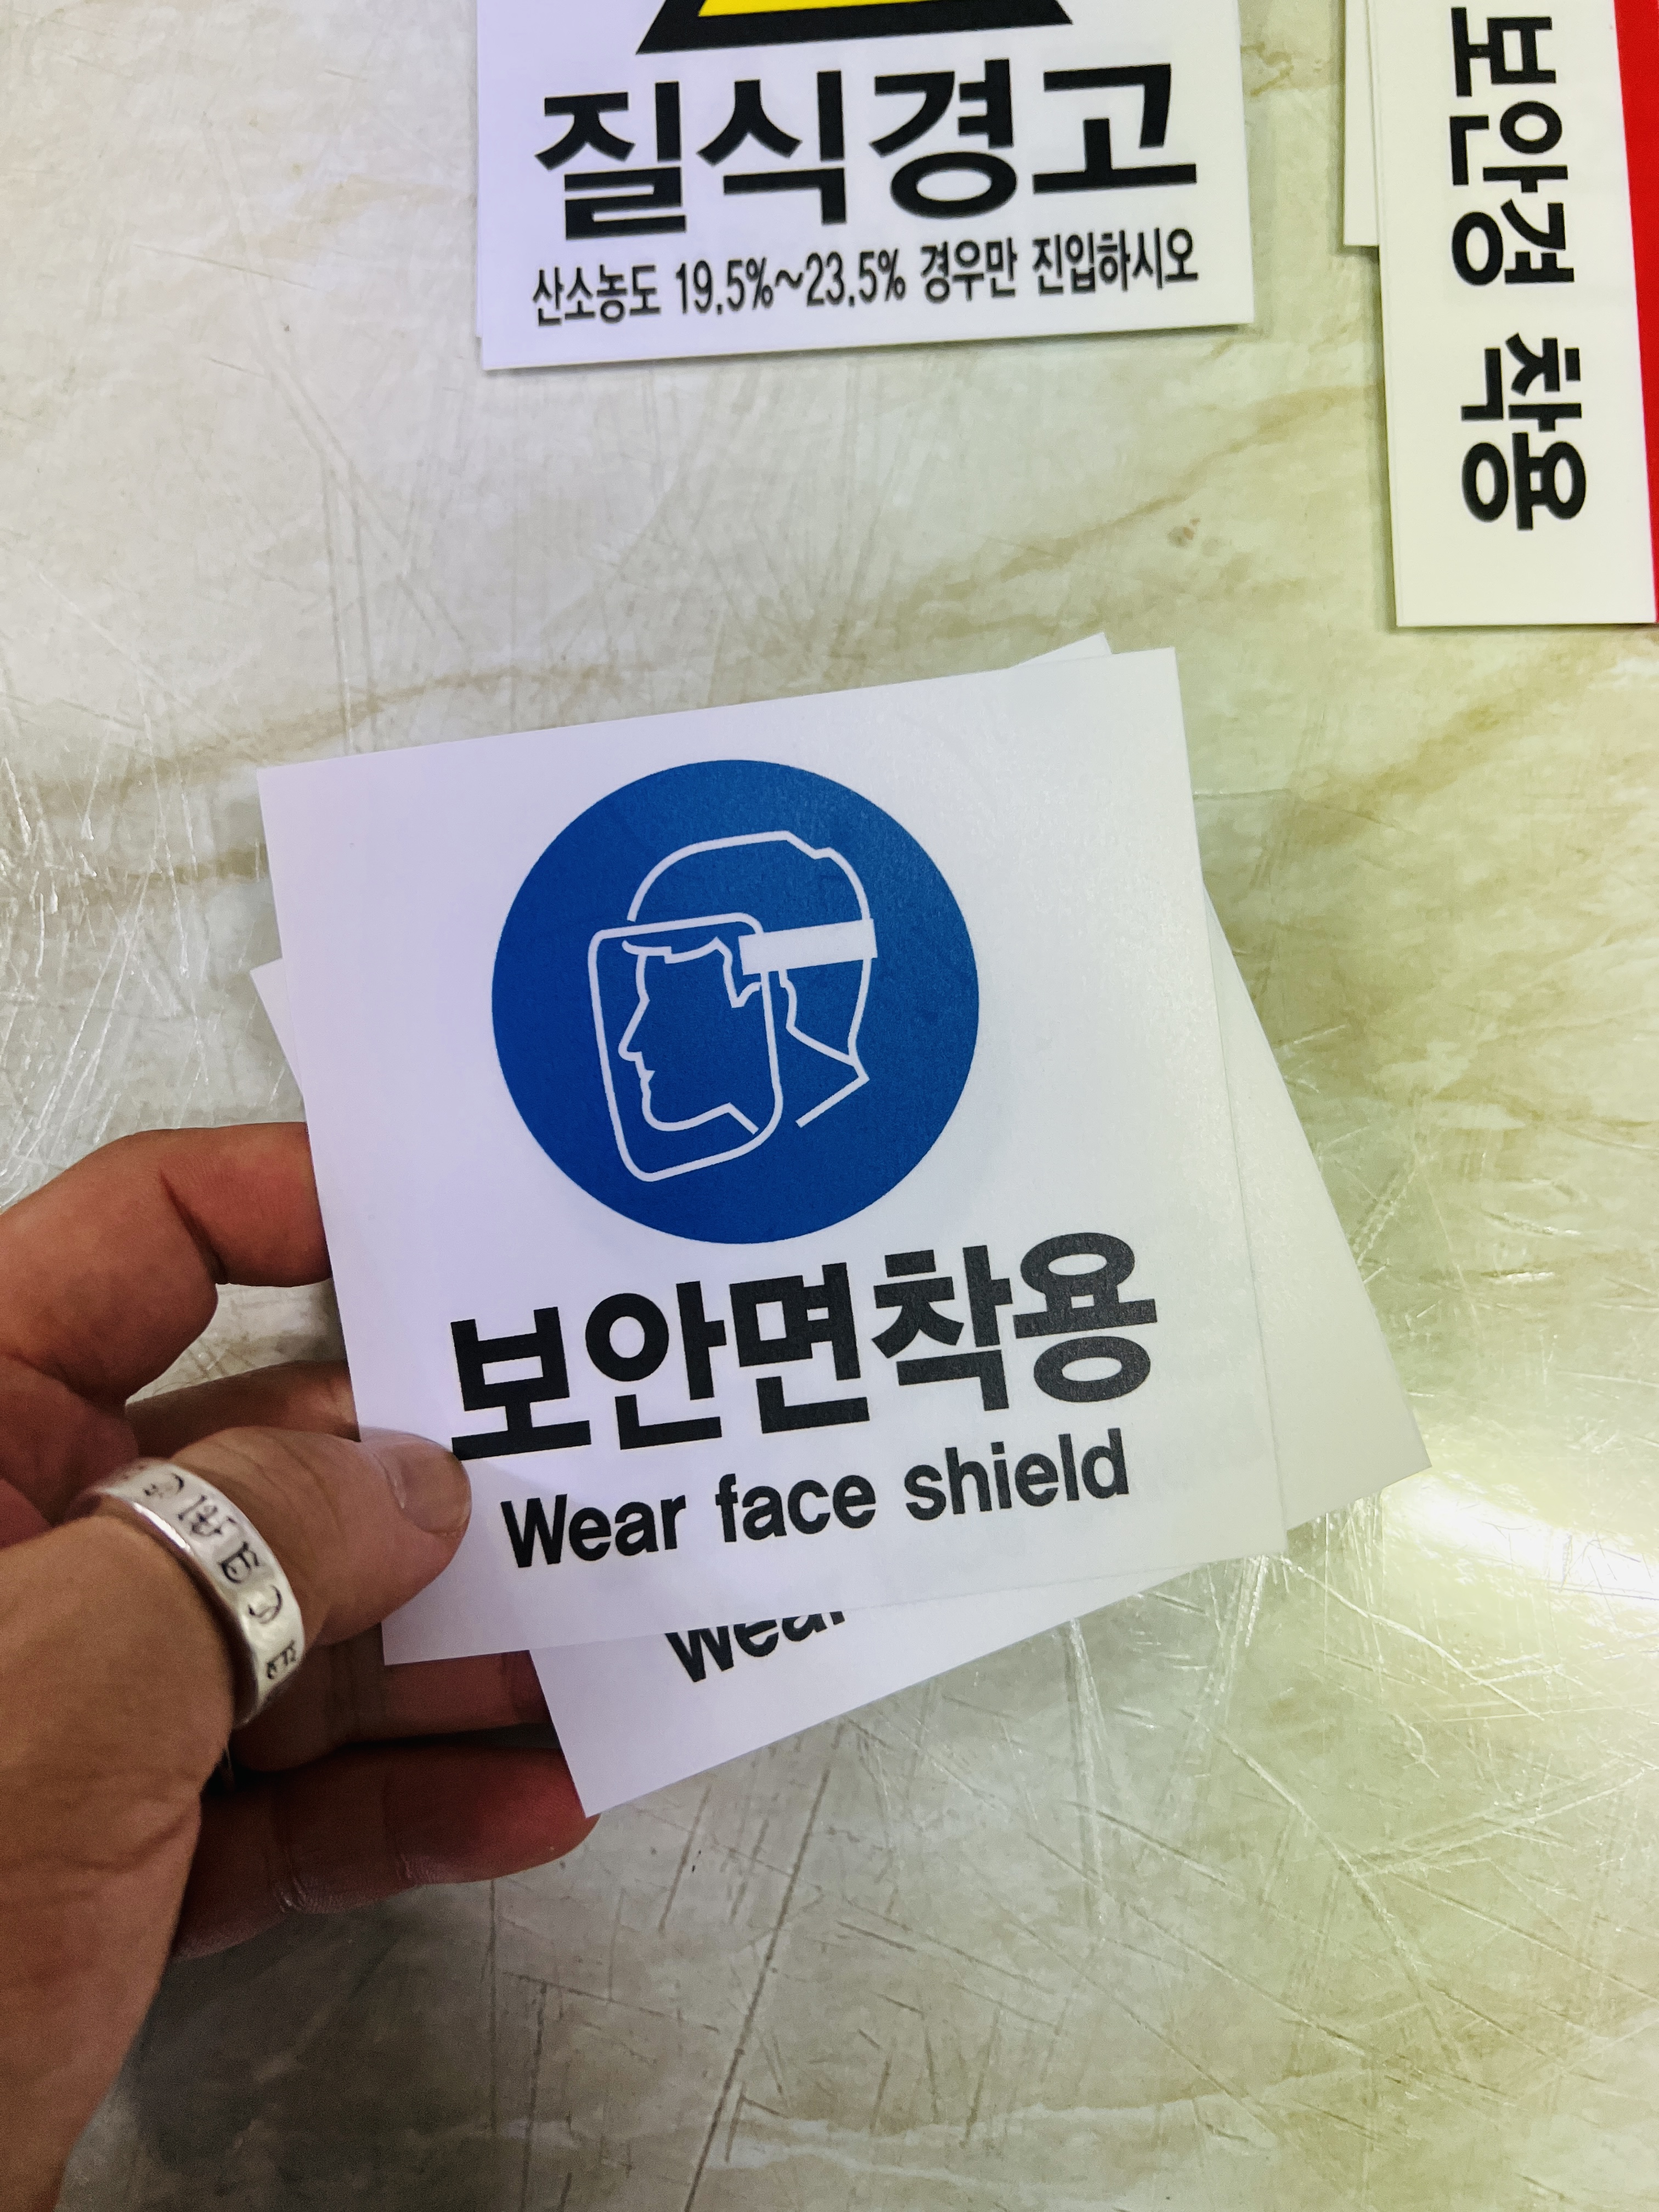 질식경고
산소농도 19.5%~23.5% 경우만 진입하시오
보안경 착용
보안면착용
Wear face shield
Wear